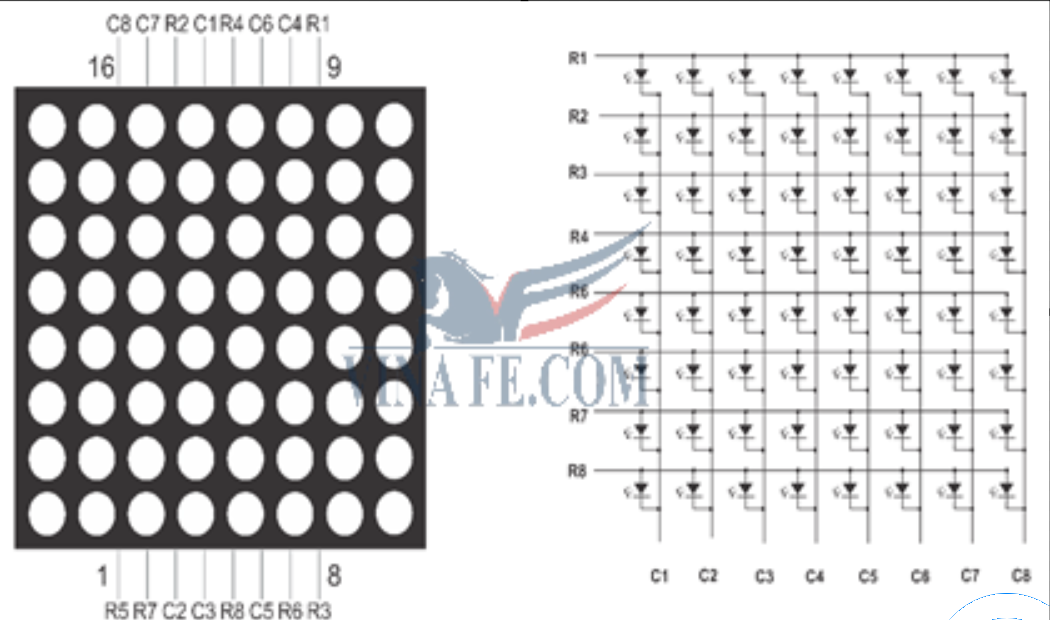 C8 C7 R2 C1 R4 C6 C4 R1
16 9
1 8
R5 R7 C2 C3 R8 C5 R6 R3
R1
R2
R3
R4
R5
R6
R7
R8
C1 C2 C3 C4 C5 C6 C7 C8
VINAFE.COM